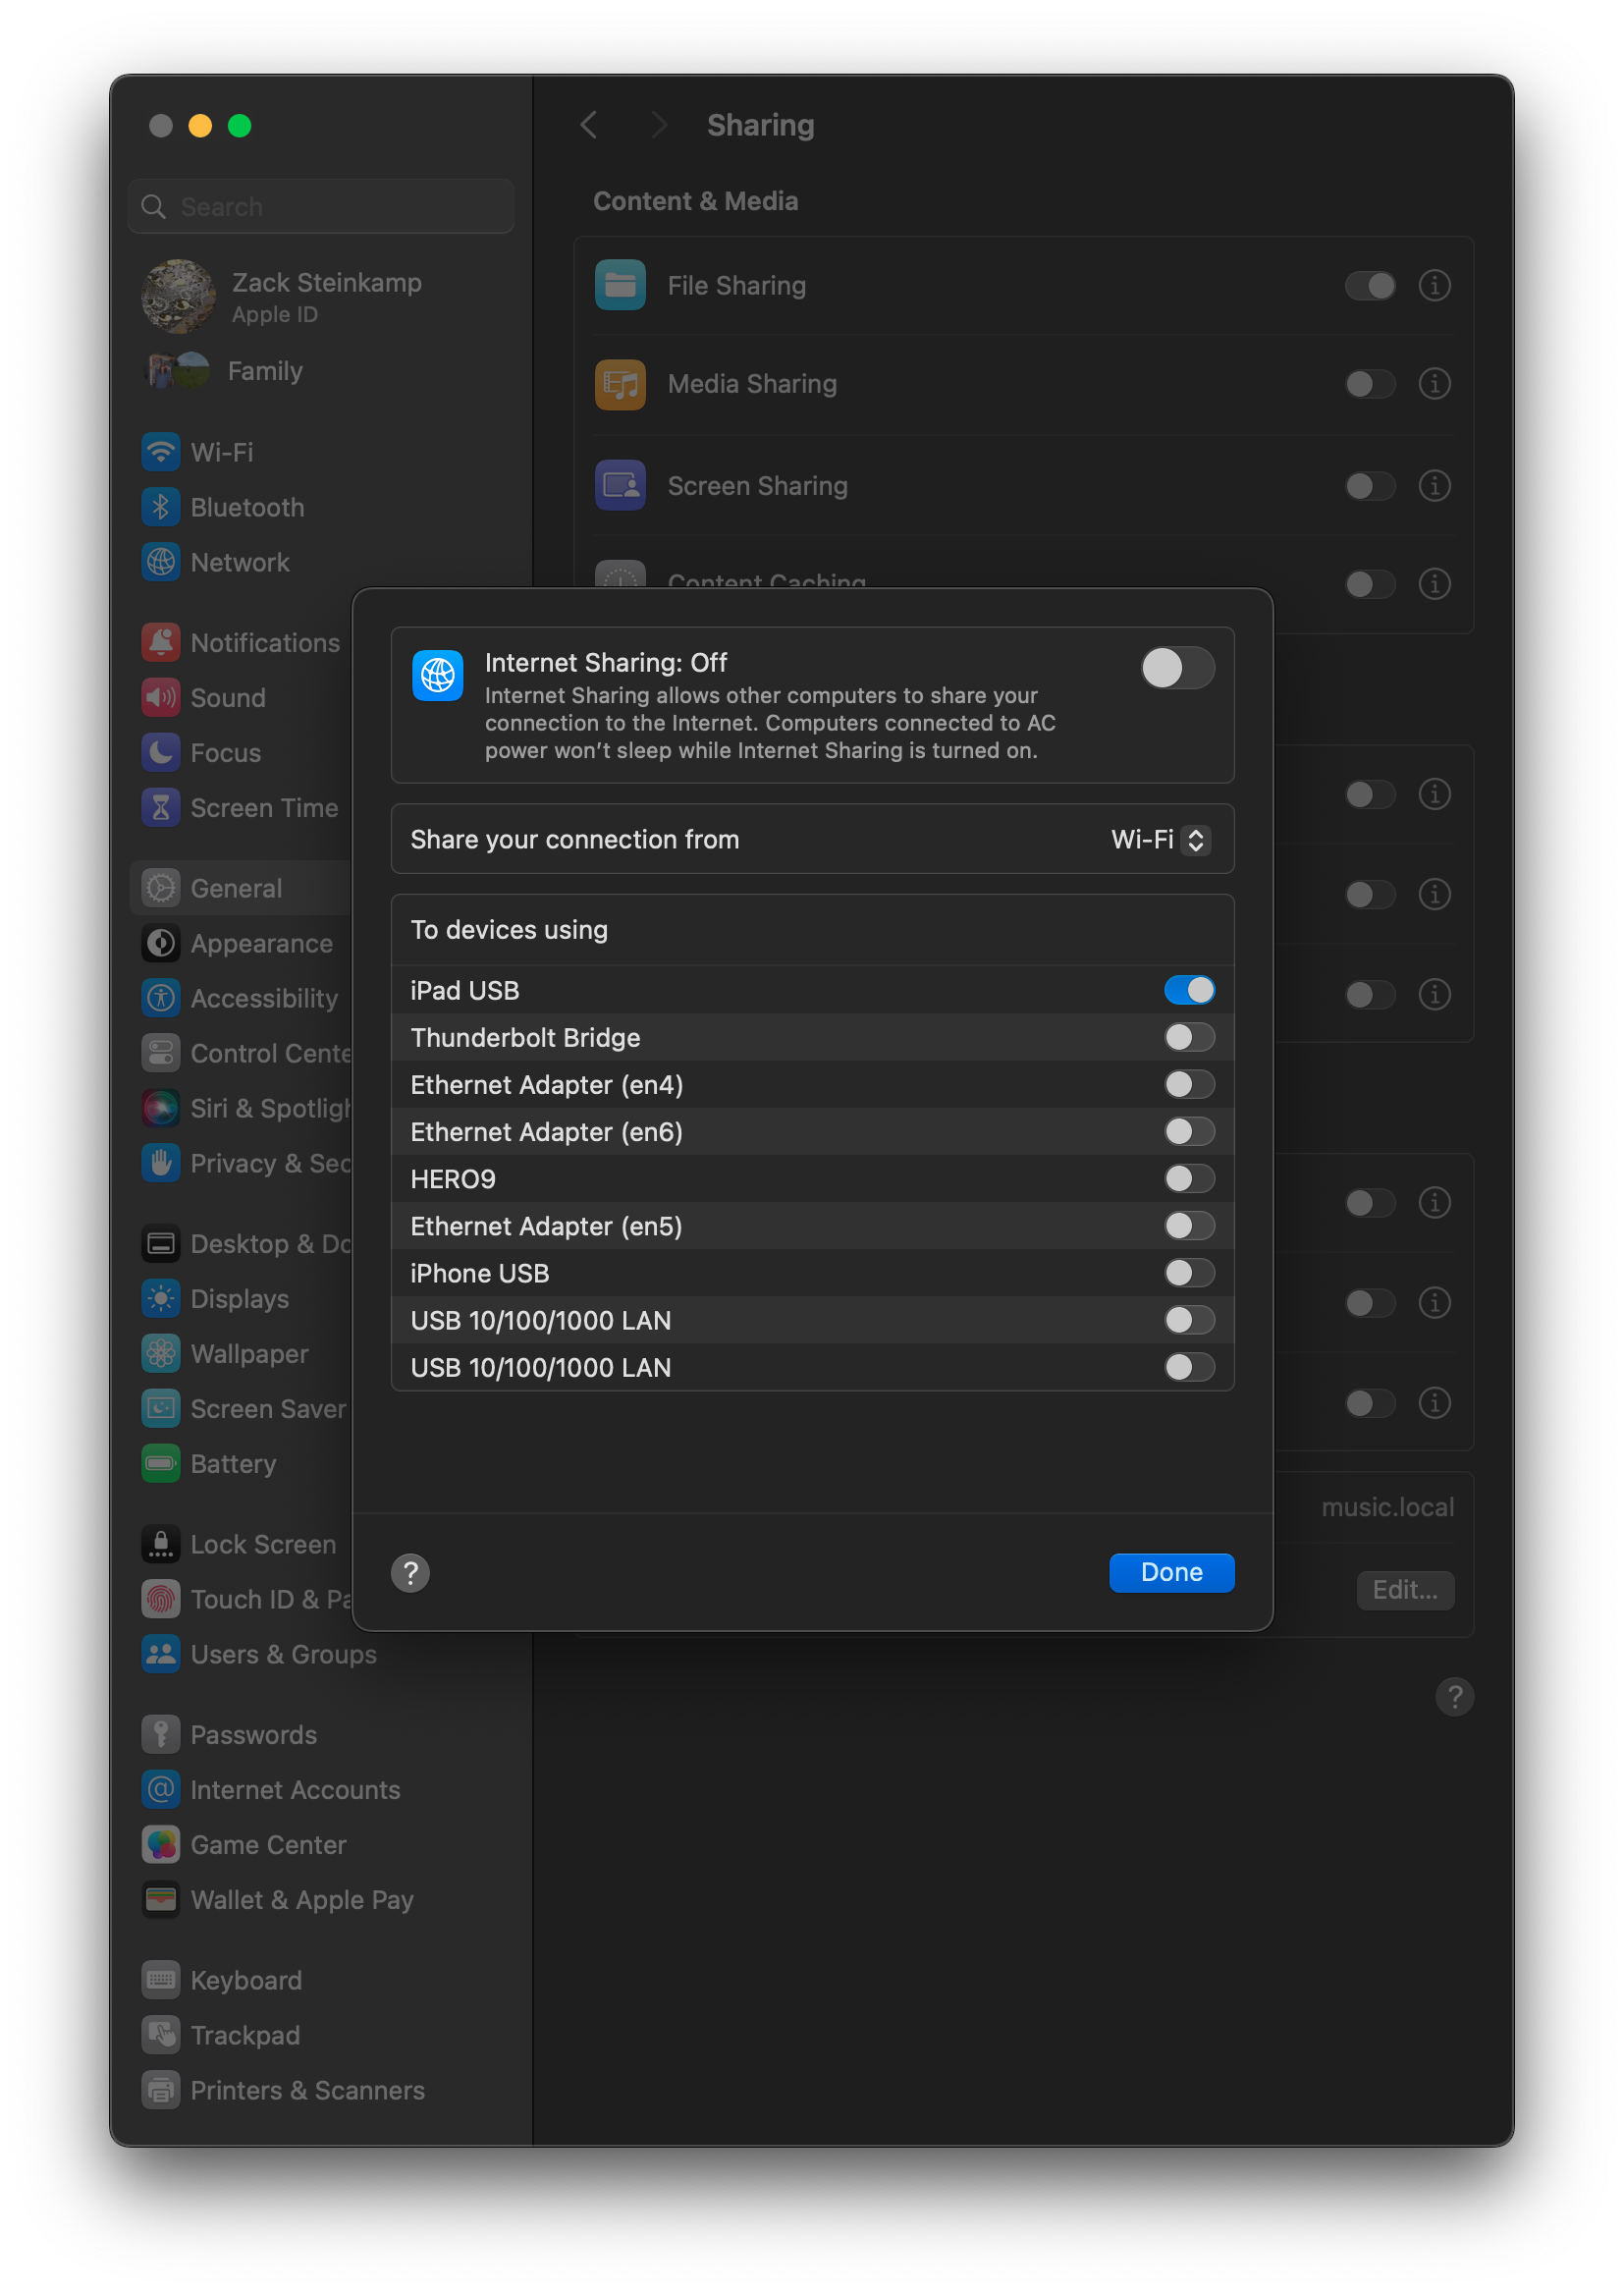 Sharing
Search
Zack Steinkamp
Apple ID
Family
Wi-Fi
Bluetooth
Network
Notifications
Sound
Focus
Screen Time
General
Appearance
Accessibility
Control Cente
Siri & Spotligh
Privacy & Sec
Desktop & Do
Displays
Wallpaper
Screen Saver
Battery
Lock Screen
Touch ID & Pa
Users & Groups
Passwords
Internet Accounts
Game Center
Wallet & Apple Pay
Keyboard
Trackpad
Printers & Scanners
Content & Media
File Sharing
Media Sharing
Screen Sharing
Content Caching
Internet Sharing: Off
Internet Sharing allows other computers to share your
connection to the Internet. Computers connected to AC
power won’t sleep while Internet Sharing is turned on.
Share your connection from Wi-Fi
To devices using
iPad USB
Thunderbolt Bridge
Ethernet Adapter (en4)
Ethernet Adapter (en6)
HERO9
Ethernet Adapter (en5)
iPhone USB
USB 10/100/1000 LAN
USB 10/100/1000 LAN
? Done
music.local
Edit...
?